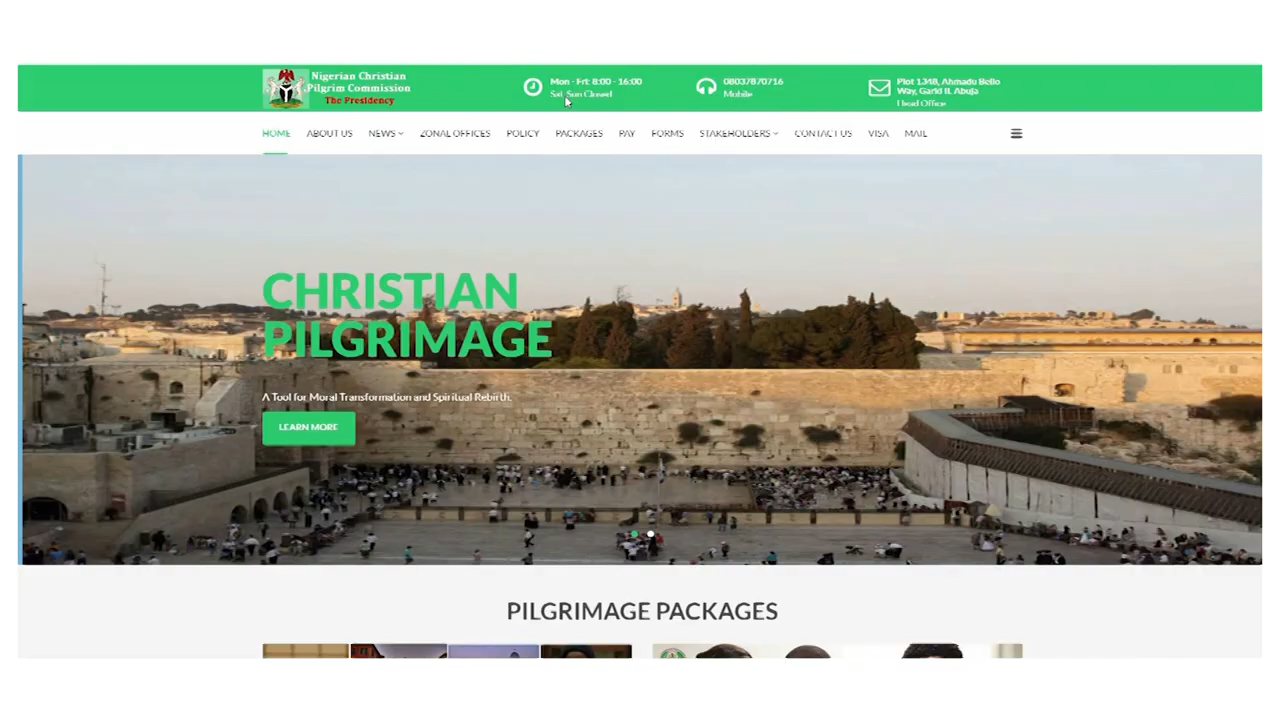 Nigerian Christian
Pilgrim Commission
The Presidency
Mon - Fri: 8:00 - 16:00
Sat, Sun Closed
08037870716
Mobile
Plot 1348, Ahmadu Bello
Way, Garki II, Abuja
Head Office
HOME ABOUT US NEWS ZONAL OFFICES POLICY PACKAGES PAY FORMS STAKEHOLDERS CONTACT US VISA MAIL
CHRISTIAN
PILGRIMAGE
A Tool for Moral Transformation and Spiritual Rebirth.
LEARN MORE
PILGRIMAGE PACKAGES